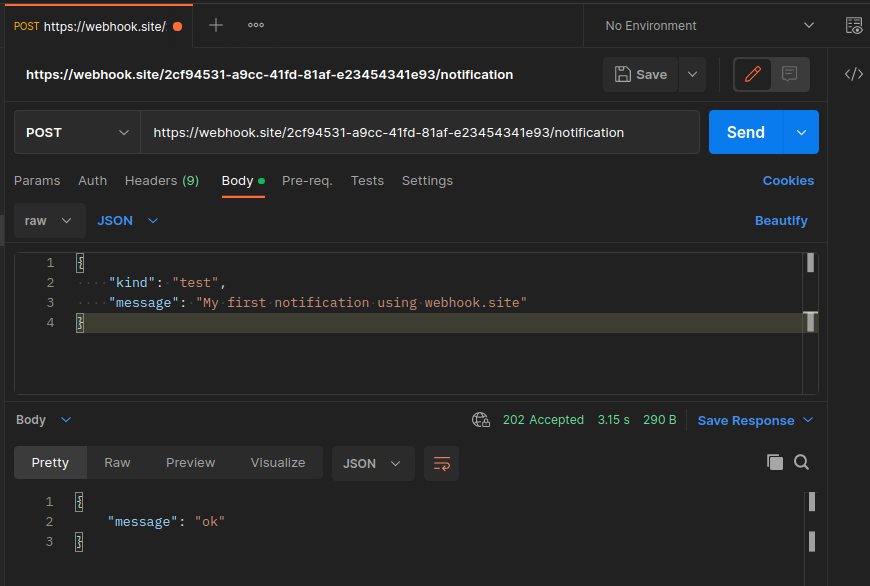 POST https://webhook.site/
No Environment
https://webhook.site/2cf94531-a9cc-41fd-81af-e23454341e93/notification
Save
POST
https://webhook.site/2cf94531-a9cc-41fd-81af-e23454341e93/notification
Send
Params Auth Headers (9) Body Pre-req. Tests Settings Cookies
raw JSON Beautify
1 {
2 "kind": "test",
3 "message": "My first notification using webhook.site"
4 }
Body 202 Accepted 3.15 s 290 B Save Response
Pretty Raw Preview Visualize JSON
1 {
2 "message": "ok"
3 }